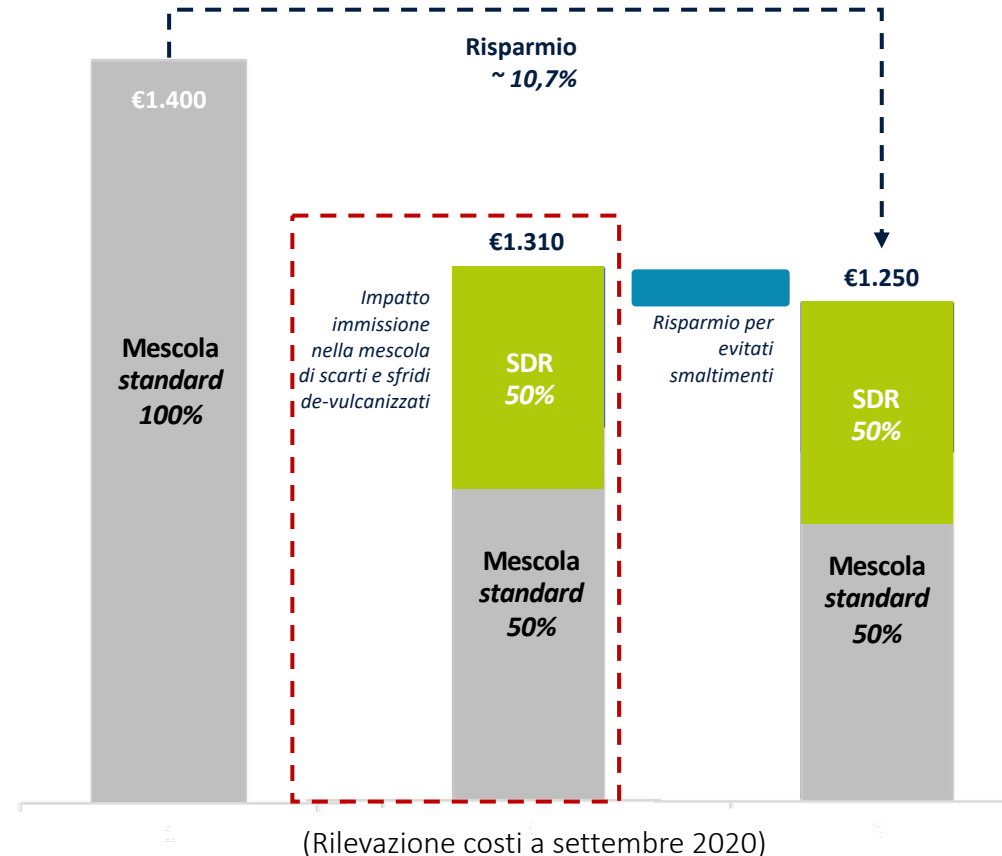 Risparmio
~ 10,7%
€1.400
Mescola
standard
100%
€1.310
Impatto
immissione
nella mescola
di scarti e sfridi
de-vulcanizzati
SDR
50%
Mescola
standard
50%
Risparmio per
evitati
smaltimenti
€1.250
SDR
50%
Mescola
standard
50%
(Rilevazione costi a settembre 2020)